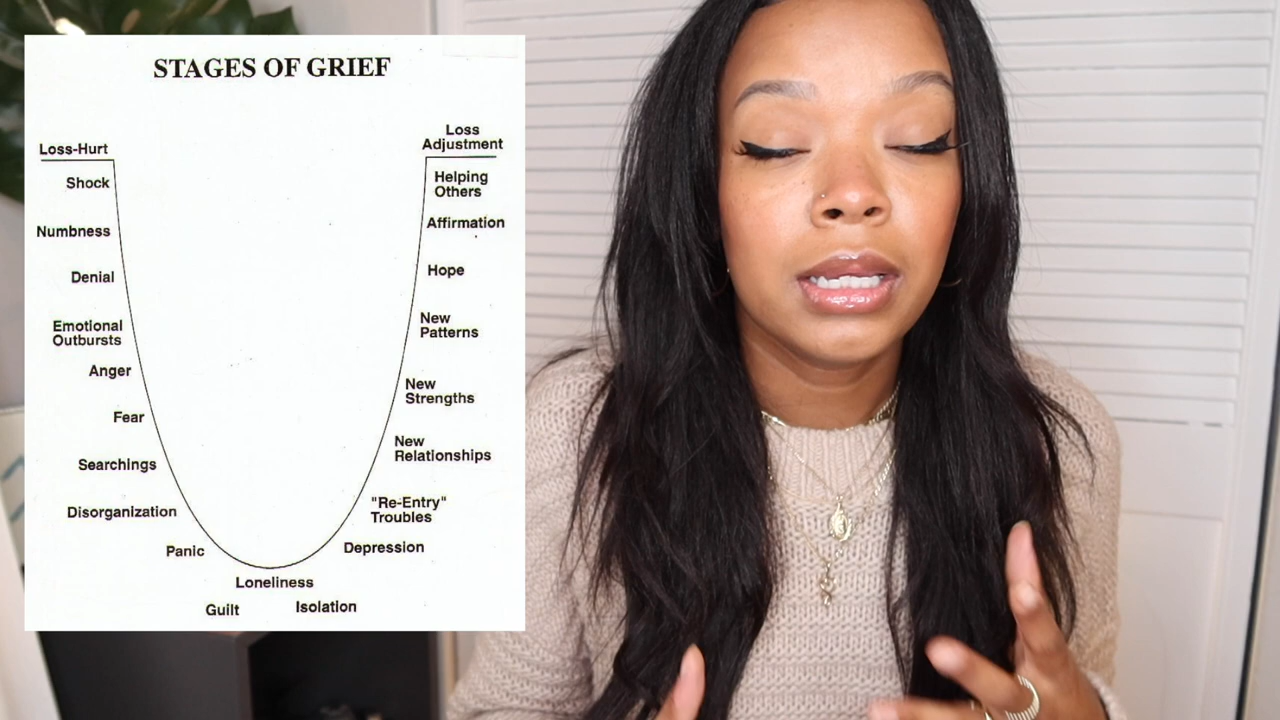 STAGES OF GRIEF
Loss-Hurt
Shock
Numbness
Denial
Emotional
Outbursts
Anger
Fear
Searchings
Disorganization
Panic
Guilt
Loneliness
Isolation
Depression
"Re-Entry"
Troubles
New
Relationships
New
Strengths
New
Patterns
Hope
Affirmation
Helping
Others
Loss
Adjustment